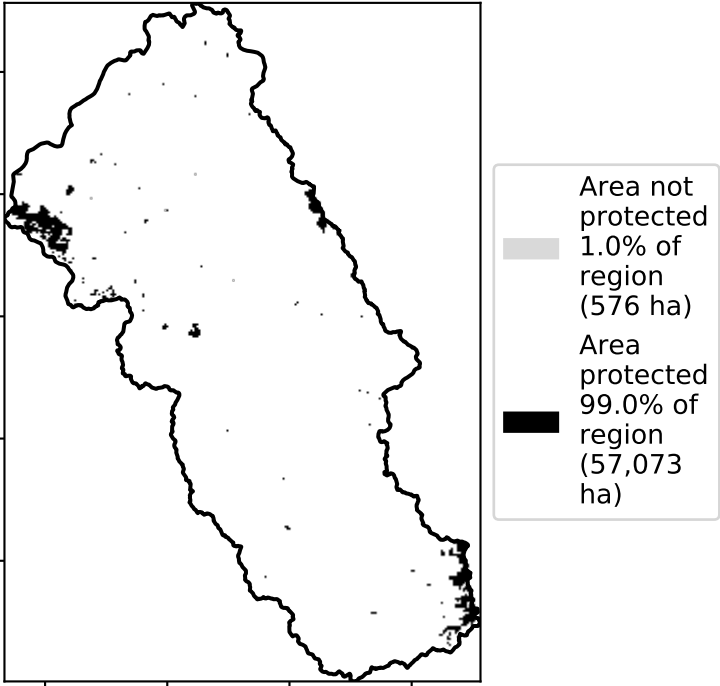 Area not
protected
1.0% of
region
(576 ha)
Area
protected
99.0% of
region
(57,073
ha)